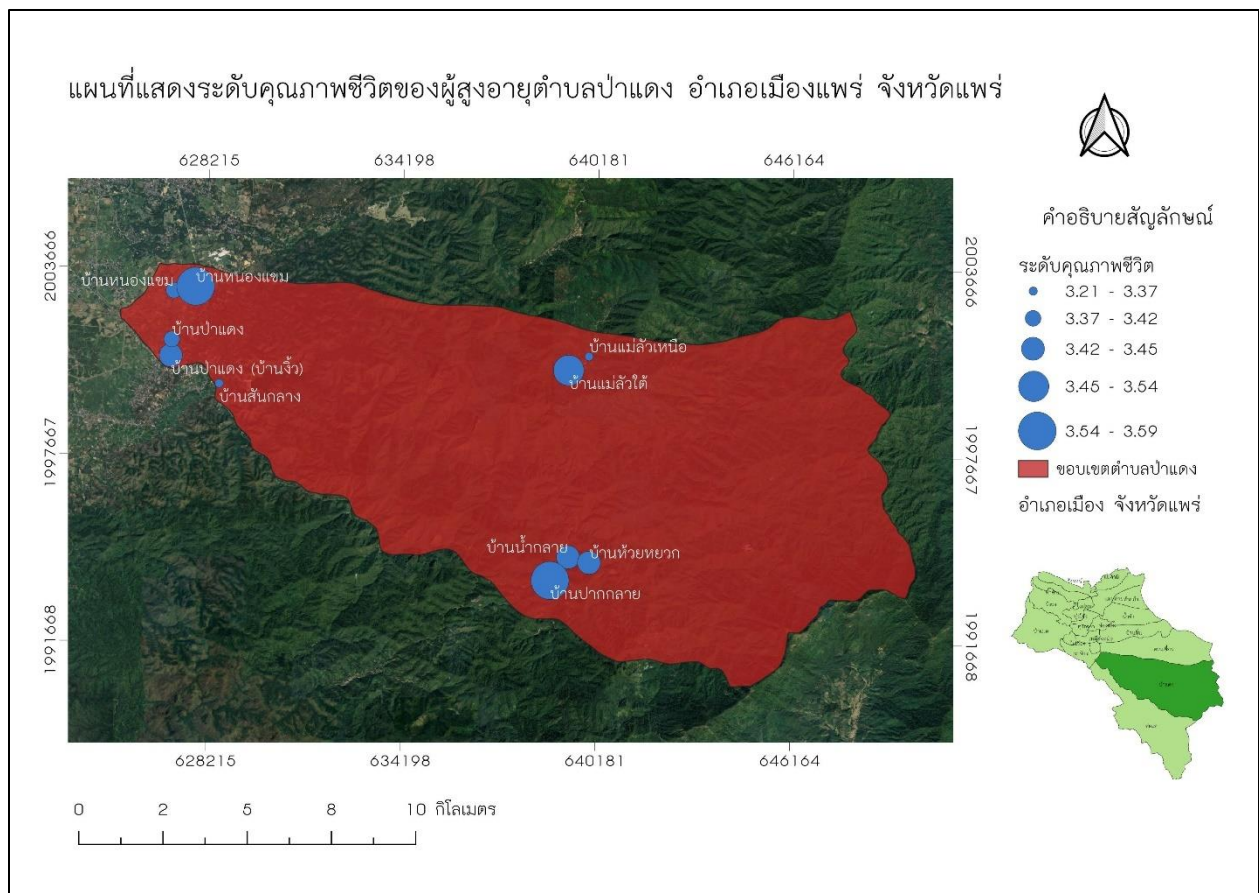 แผนที่แสดงระดับคุณภาพชีวิตของผู้สูงอายุตำบลป่าแดง อำเภอเมืองแพร่ จังหวัดแพร่
628215 634198 640181 646164
2003666
1997667
1991668
บ้านหนองแขม
บ้านหนองแขม
บ้านป่าแดง
บ้านป่าแดง (บ้านงิ้ว)
บ้านสันกลาง
บ้านแม่ลัวเหนือ
บ้านแม่ลัวใต้
บ้านน้ำกลาย
บ้านห้วยหยวก
บ้านปากกลาย
2003666
1997667
1991668
628215 634198 640181 646164
0 2 5 8 10 กิโลเมตร
คำอธิบายสัญลักษณ์
ระดับคุณภาพชีวิต
3.21 - 3.37
3.37 - 3.42
3.42 - 3.45
3.45 - 3.54
3.54 - 3.59
ขอบเขตตำบลป่าแดง
อำเภอเมือง จังหวัดแพร่